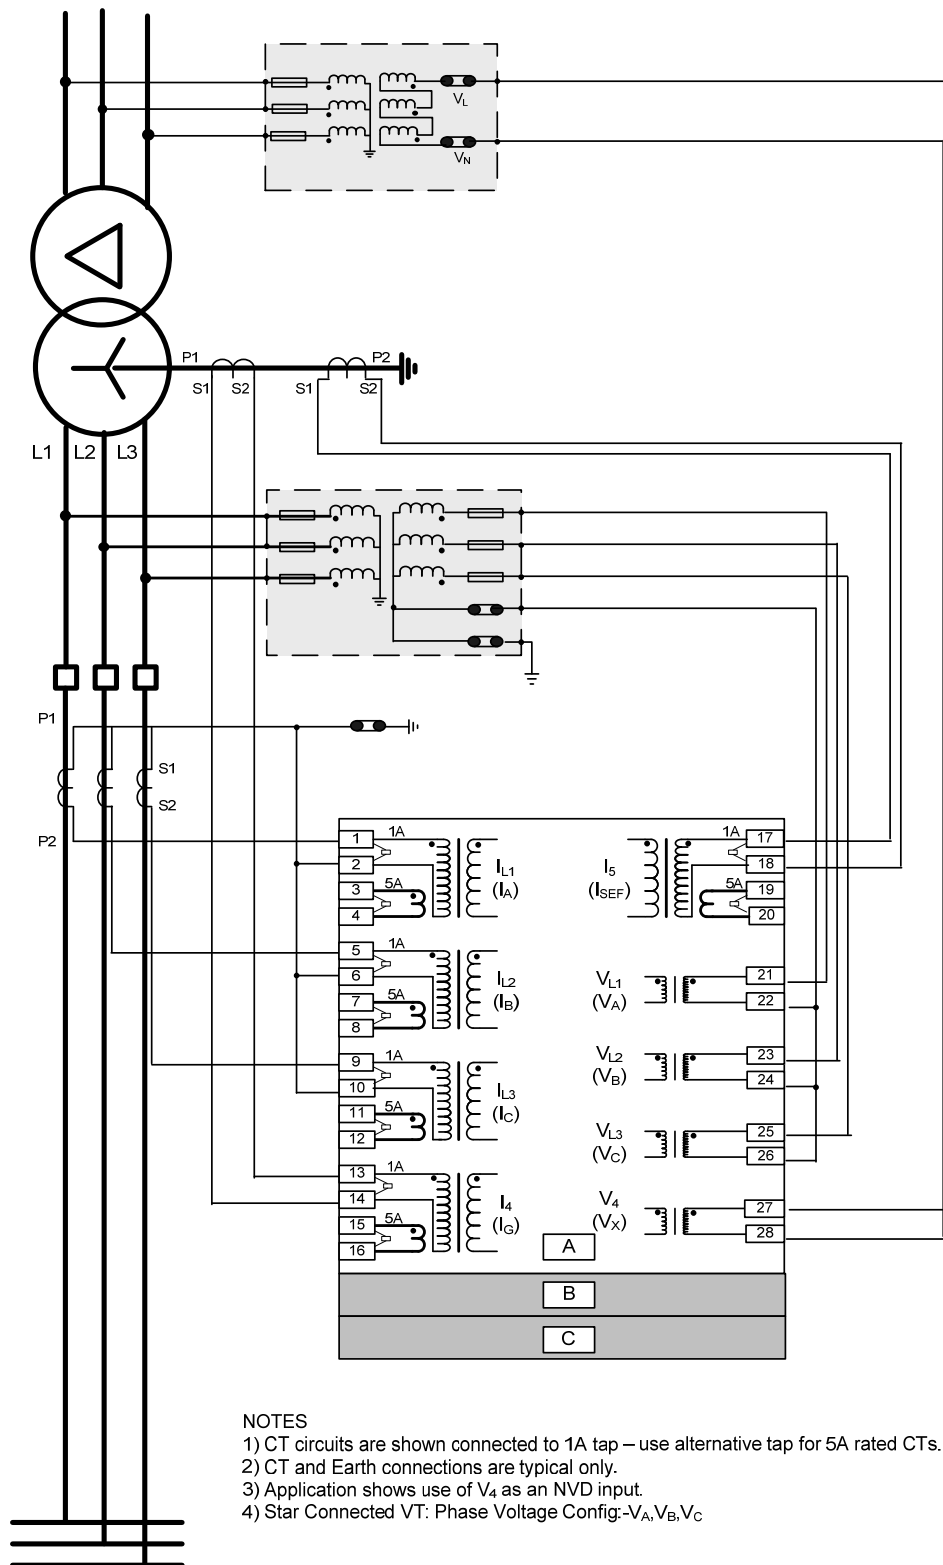 VL
VN
P1
P2
S1
S2
S1
S2
L1
L2
L3
P1
S1
S2
P2
1
1A
2
3
5A
4
IL1
(IA)
I5
(ISEF)
1A
17
18
5A
19
20
5
1A
6
7
5A
8
IL2
(IB)
VL1
(VA)
21
22
9
1A
10
11
5A
12
IL3
(IC)
VL2
(VB)
23
24
VL3
(VC)
25
26
13
1A
14
15
5A
16
I4
(IG)
V4
(VX)
27
28
A
B
C
NOTES
1) CT circuits are shown connected to 1A tap – use alternative tap for 5A rated CTs.
2) CT and Earth connections are typical only.
3) Application shows use of V4 as an NVD input.
4) Star Connected VT: Phase Voltage Config:-VA,VB,VC